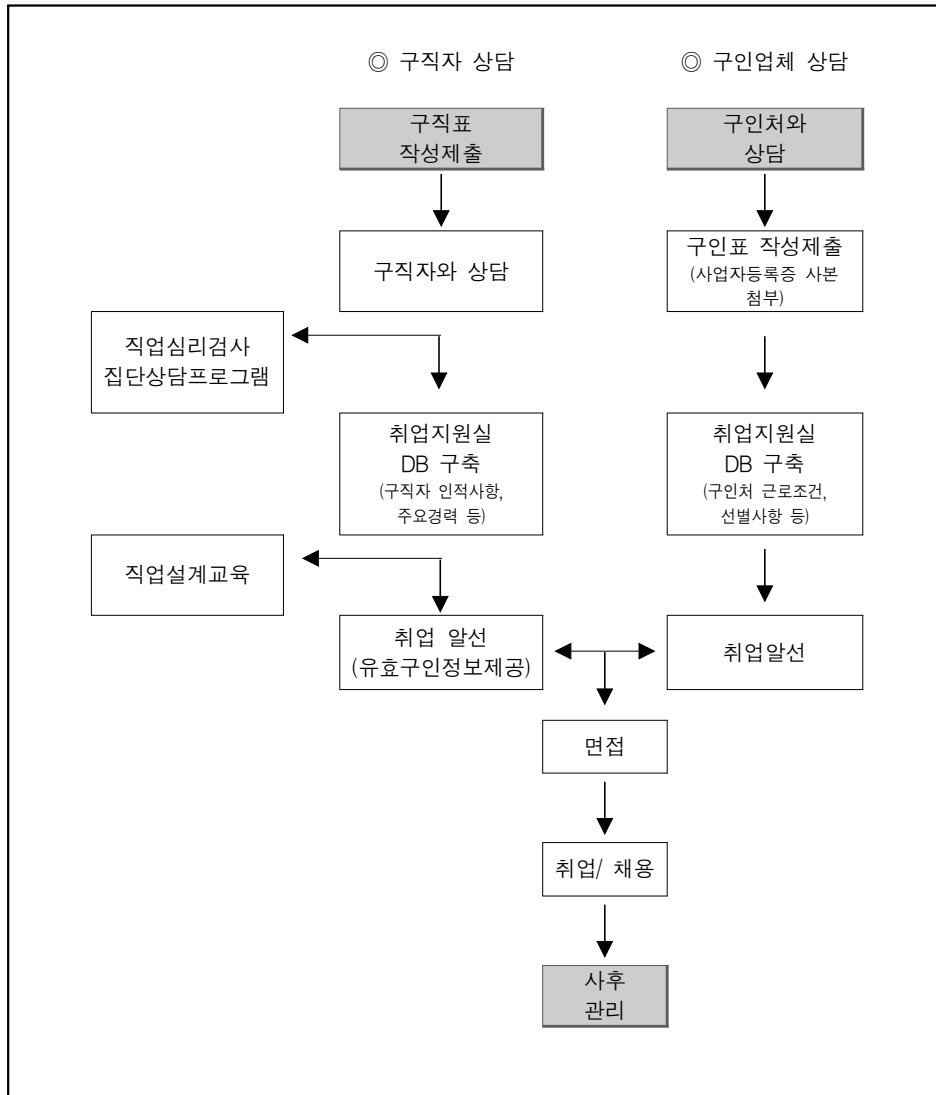 ◎ 구직자 상담
◎ 구인업체 상담
구직표
작성제출
구인처와
상담
구직자와 상담
구인표 작성제출
(사업자등록증 사본
첨부)
직업심리검사
집단상담프로그램
취업지원실
DB 구축
(구직자 인적사항,
주요경력 등)
취업지원실
DB 구축
(구인처 근로조건,
선별사항 등)
직업설계교육
취업 알선
(유효구인정보제공)
취업알선
면접
취업/ 채용
사후
관리